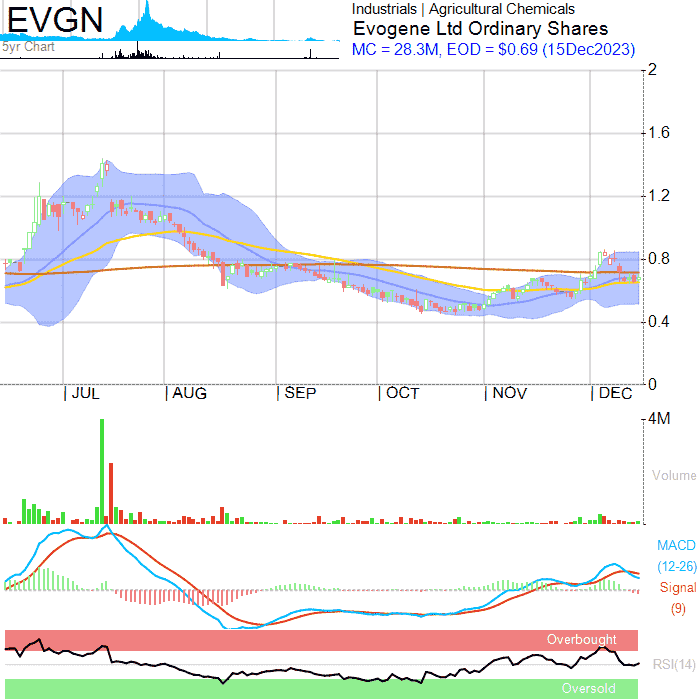 EVGN
5yr Chart
Industrials | Agricultural Chemicals
Evogene Ltd Ordinary Shares
MC = 28.3M, EOD = $0.69 (15Dec2023)
2
1.6
1.2
0.8
0.4
0
JUL AUG SEP OCT NOV DEC
4M
Volume
MACD
(12-26)
Signal
(9)
Overbought
RSI(14)
Oversold